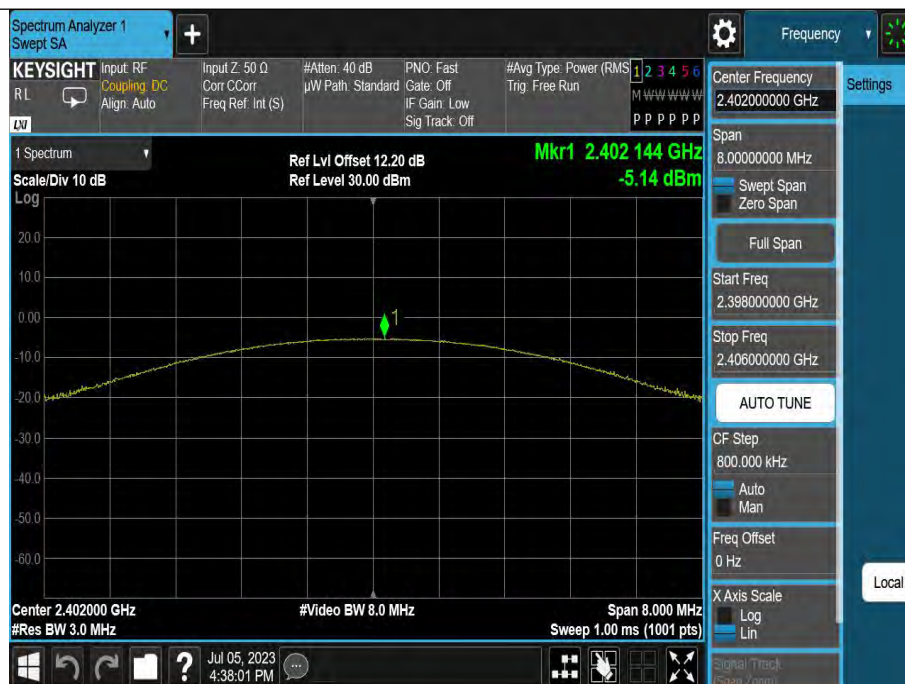 Spectrum Analyzer 1
Swept SA
+
Frequency
KEYSIGHT
RL
LXI
Input: RF
Coupling: DC
Align: Auto
Input Z: 50 Ω
Corr CCorr
Freq Ref: Int (S)
#Atten: 40 dB
µW Path: Standard
PNO: Fast
Gate: Off
IF Gain: Low
Sig Track: Off
#Avg Type: Power (RMS
Trig: Free Run
1 2 3 4 5 6
M W W W W W
P P P P P P
1 Spectrum
Scale/Div 10 dB
Log
Ref Lvl Offset 12.20 dB
Ref Level 30.00 dBm
Mkr1 2.402 144 GHz
-5.14 dBm
20.0
10.0
0.00
-10.0
-20.0
-30.0
-40.0
-50.0
-60.0
1
Center 2.402000 GHz
#Res BW 3.0 MHz
#Video BW 8.0 MHz
Span 8.000 MHz
Sweep 1.00 ms (1001 pts)
Jul 05, 2023
4:38:01 PM
Center Frequency
2.402000000 GHz
Span
8.00000000 MHz
Swept Span
Zero Span
Full Span
Start Freq
2.398000000 GHz
Stop Freq
2.406000000 GHz
AUTO TUNE
CF Step
800.000 kHz
Auto
Man
Freq Offset
0 Hz
X Axis Scale
Log
Lin
Signal Track
(Span Zoom)
Settings
Local